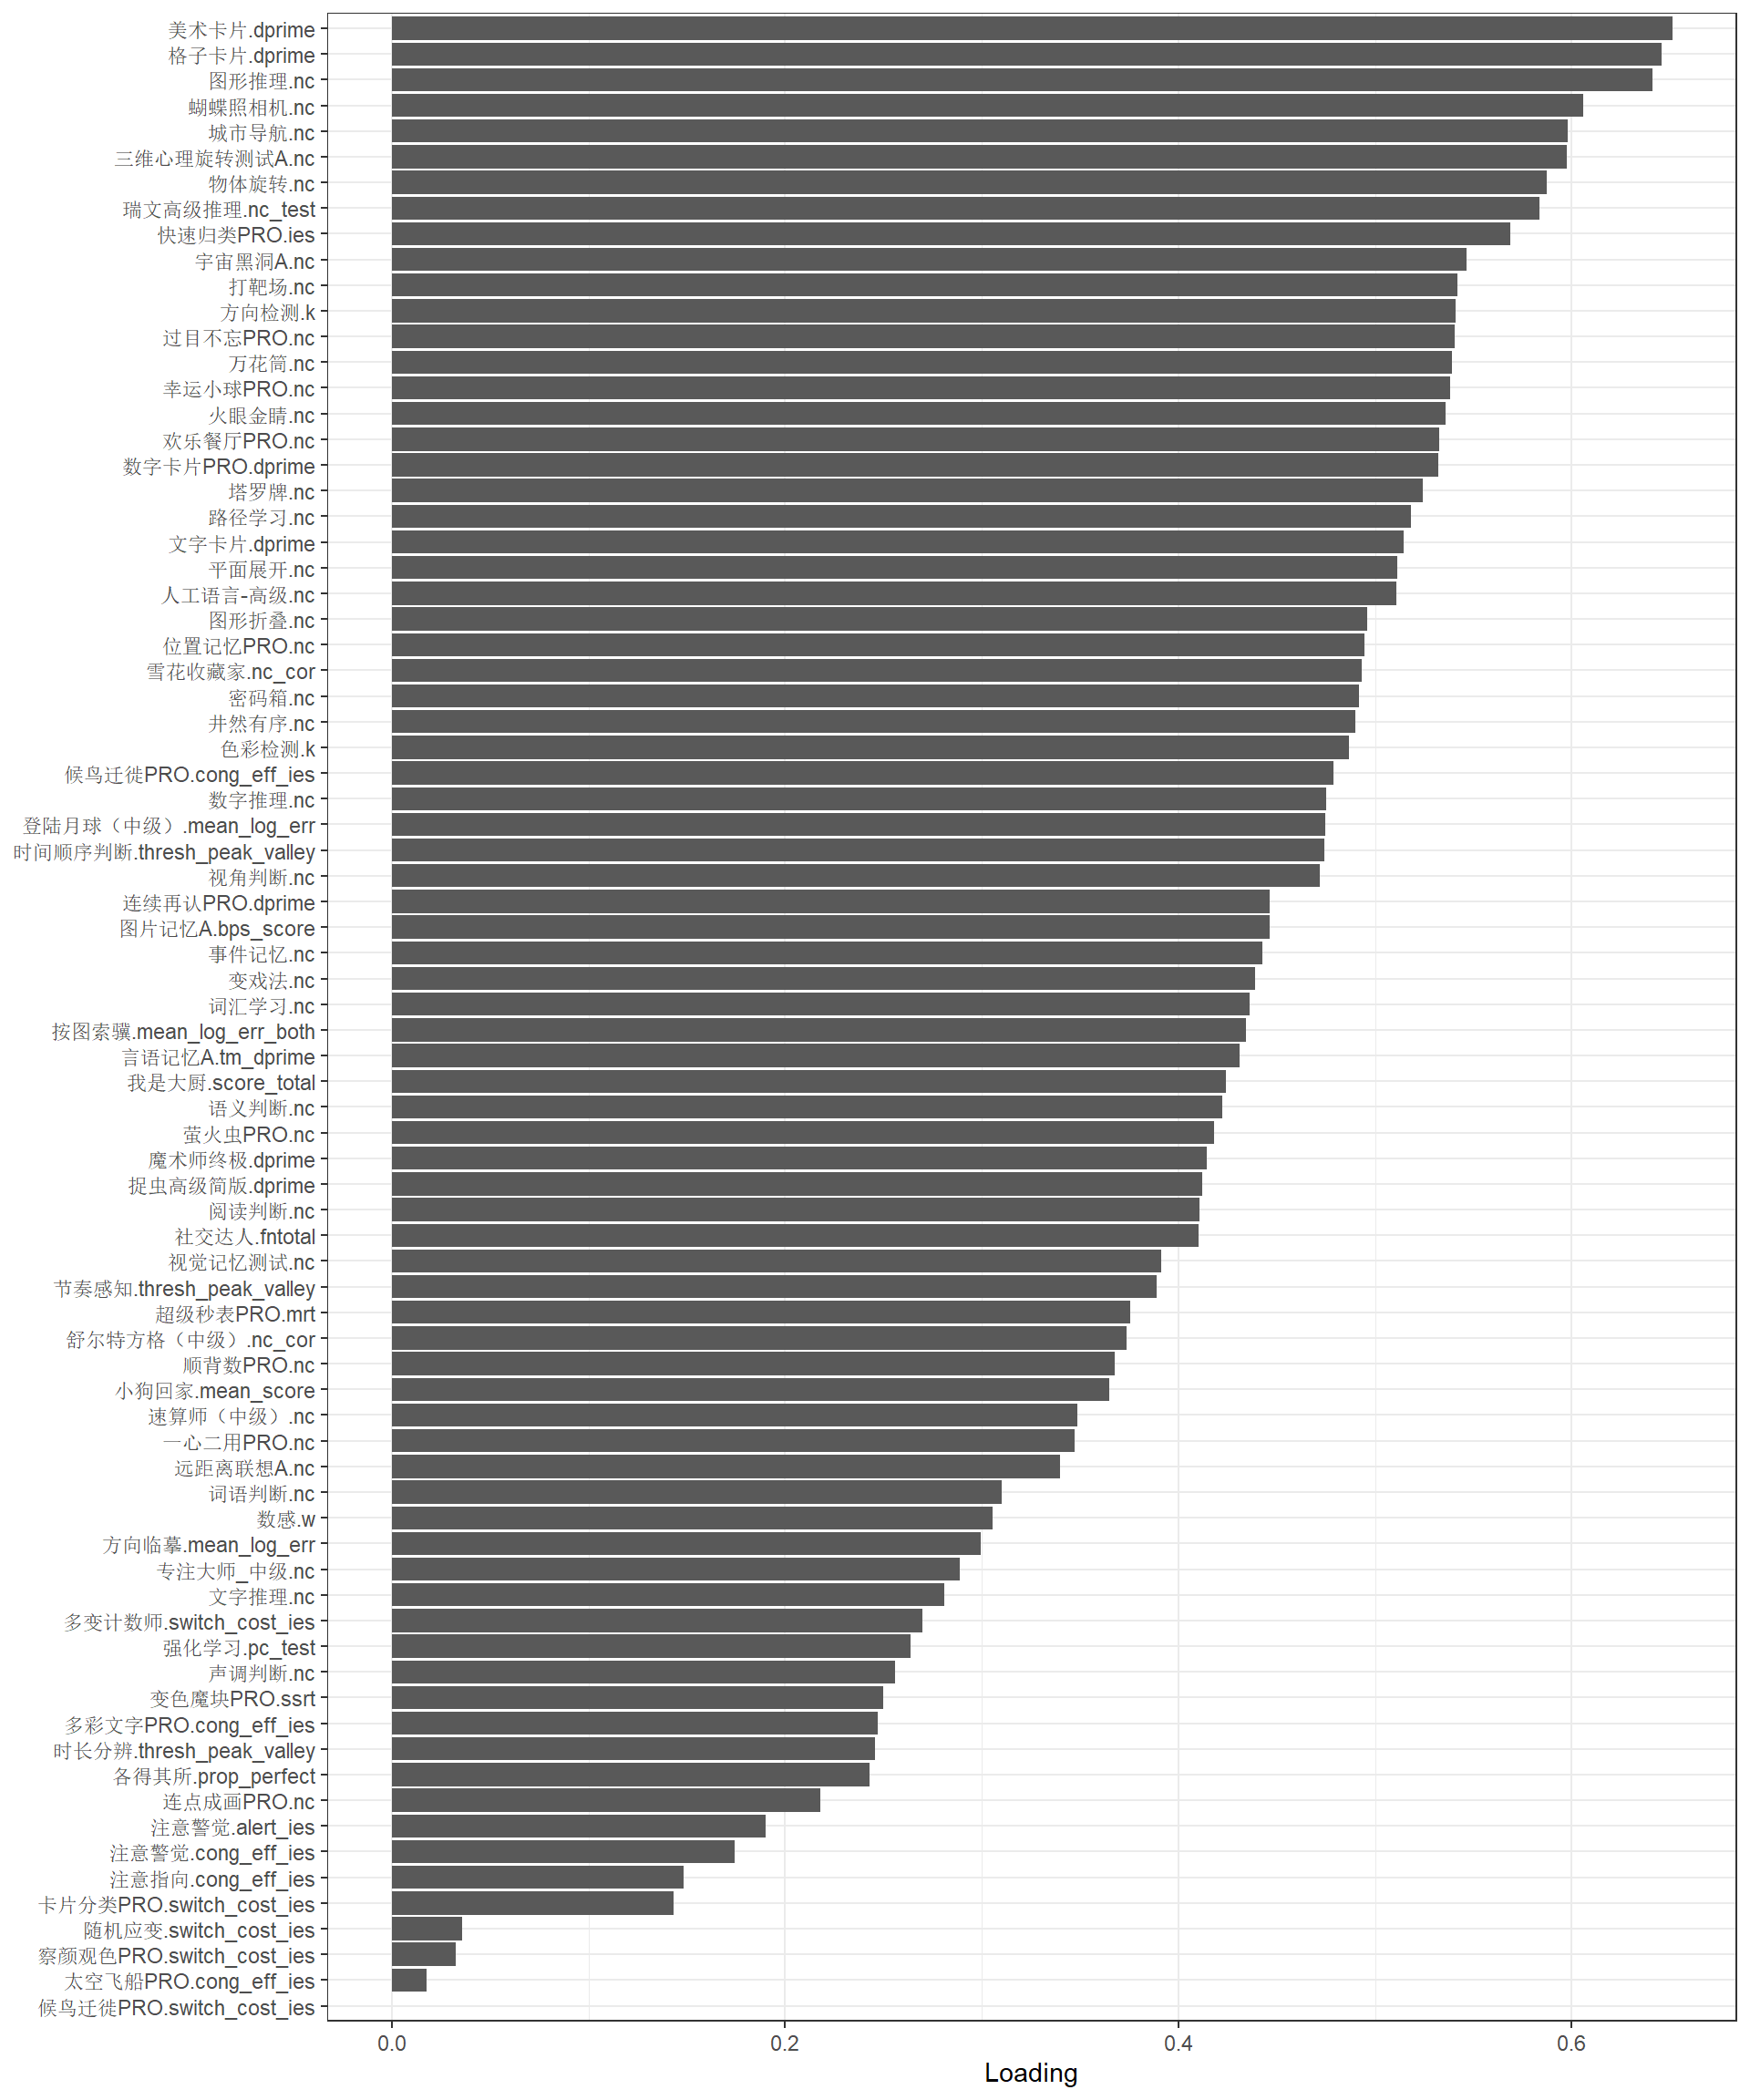 美术卡片.dprime
格子卡片.dprime
图形推理.nc
蝴蝶照相机.nc
城市导航.nc
三维心理旋转测试A.nc
物体旋转.nc
瑞文高级推理.nc_test
快速归类PRO.ies
宇宙黑洞A.nc
打靶场.nc
方向检测.k
过目不忘PRO.nc
万花筒.nc
幸运小球PRO.nc
火眼金睛.nc
欢乐餐厅PRO.nc
数字卡片PRO.dprime
塔罗牌.nc
路径学习.nc
文字卡片.dprime
平面展开.nc
人工语言-高级.nc
图形折叠.nc
位置记忆PRO.nc
雪花收藏家.nc_cor
密码箱.nc
井然有序.nc
色彩检测.k
候鸟迁徙PRO.cong_eff_ies
数字推理.nc
登陆月球（中级）.mean_log_err
时间顺序判断.thresh_peak_valley
视角判断.nc
连续再认PRO.dprime
图片记忆A.bps_score
事件记忆.nc
变戏法.nc
词汇学习.nc
按图索骥.mean_log_err_both
言语记忆A.tm_dprime
我是大厨.score_total
语义判断.nc
萤火虫PRO.nc
魔术师终极.dprime
捉虫高级简版.dprime
阅读判断.nc
社交达人.fntotal
视觉记忆测试.nc
节奏感知.thresh_peak_valley
超级秒表PRO.mrt
舒尔特方格（中级）.nc_cor
顺背数PRO.nc
小狗回家.mean_score
速算师（中级）.nc
一心二用PRO.nc
远距离联想A.nc
词语判断.nc
数感.w
方向临摹.mean_log_err
专注大师_中级.nc
文字推理.nc
多变计数师.switch_cost_ies
强化学习.pc_test
声调判断.nc
变色魔块PRO.ssrt
多彩文字PRO.cong_eff_ies
时长分辨.thresh_peak_valley
各得其所.prop_perfect
连点成画PRO.nc
注意警觉.alert_ies
注意警觉.cong_eff_ies
注意指向.cong_eff_ies
卡片分类PRO.switch_cost_ies
随机应变.switch_cost_ies
察颜观色PRO.switch_cost_ies
太空飞船PRO.cong_eff_ies
候鸟迁徙PRO.switch_cost_ies
0.0 0.2 0.4 0.6
Loading